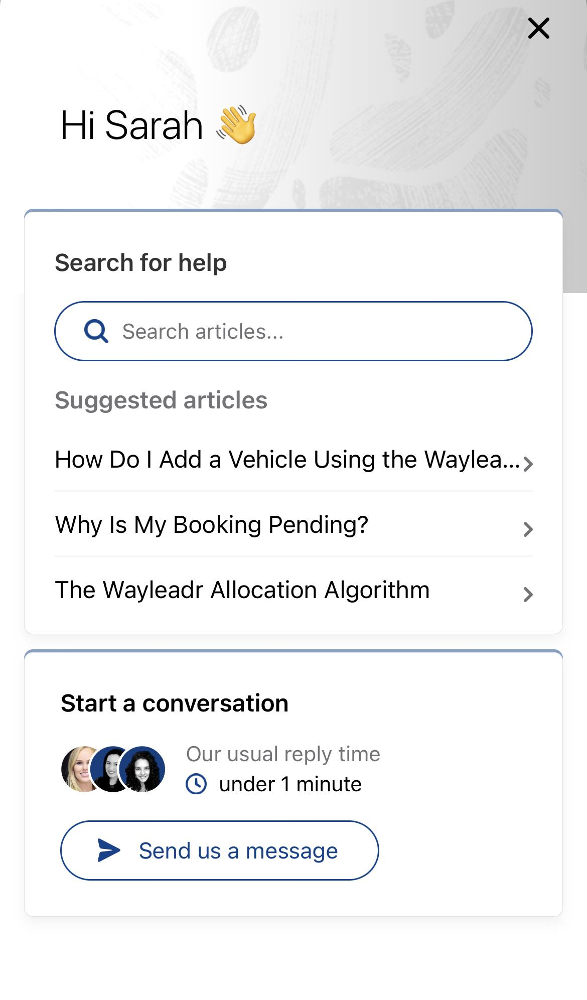 Hi Sarah 👋
Search for help
Search articles...
Suggested articles
How Do I Add a Vehicle Using the Waylea...
Why Is My Booking Pending?
The Wayleadr Allocation Algorithm
Start a conversation
Our usual reply time
under 1 minute
Send us a message